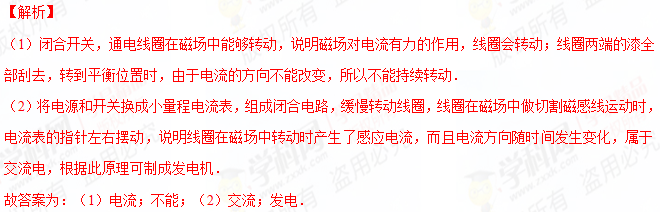 【解析】
（1）闭合开关，通电线圈在磁场中能够转动，说明磁场对电流有力的作用，线圈会转动；线圈两端的漆全
部刮去，转到平衡位置时，由于电流的方向不能改变，所以不能持续转动．
（2）将电源和开关换成小量程电流表，组成闭合电路，缓慢转动线圈，线圈在磁场中做切割磁感线运动时，
电流表的指针左右摆动，说明线圈在磁场中转动时产生了感应电流，而且电流方向随时间发生变化，属于
交流电，根据此原理可制成发电机．
故答案为：（1）电流；不能；（2）交流；发电．